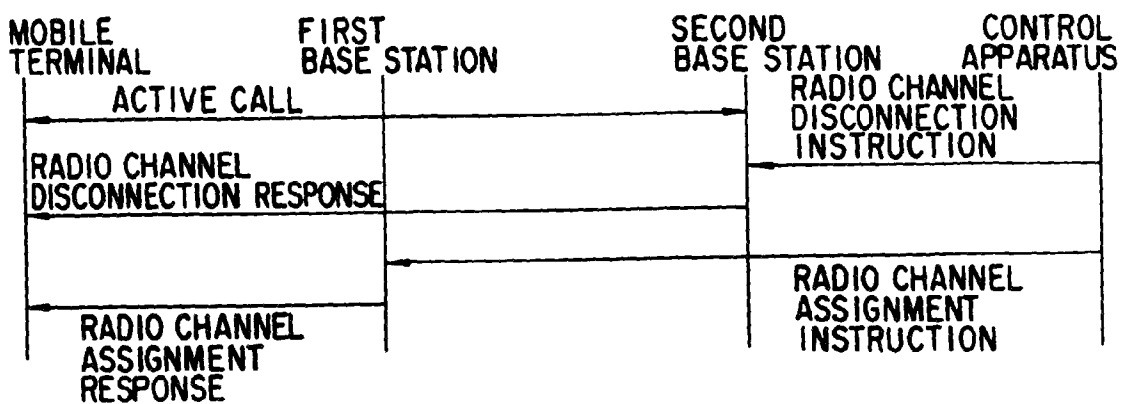 MOBILE
TERMINAL
FIRST
BASE STATION
SECOND
BASE STATION
CONTROL
APPARATUS
ACTIVE CALL
RADIO CHANNEL
DISCONNECTION
INSTRUCTION
RADIO CHANNEL
DISCONNECTION RESPONSE
RADIO CHANNEL
ASSIGNMENT
INSTRUCTION
RADIO CHANNEL
ASSIGNMENT
RESPONSE